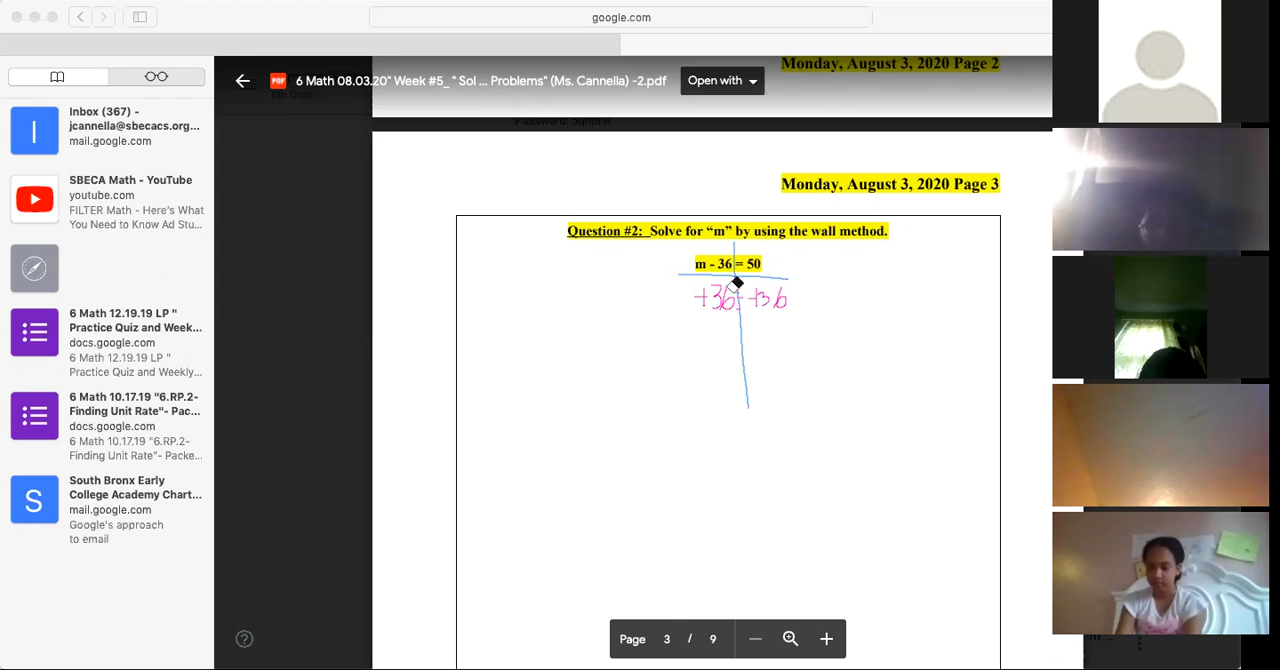 google.com
Inbox (367) -
jcannella@sbecacs.org...
mail.google.com
SBECA Math - YouTube
youtube.com
FILTER Math - Here's What
You Need to Know Ad Stu...
6 Math 12.19.19 LP "
Practice Quiz and Week...
docs.google.com
6 Math 12.19.19 LP "
Practice Quiz and Weekly...
6 Math 10.17.19 "6.RP.2-
Finding Unit Rate"- Pac...
docs.google.com
6 Math 10.17.19 "6.RP.2-
Finding Unit Rate"- Packe...
South Bronx Early
College Academy Chart...
mail.google.com
Google's approach
to email
PDF
6 Math 08.03.20" Week #5_ " Sol ... Problems" (Ms. Cannella) -2.pdf
Open with
Monday, August 3, 2020 Page 2
Monday, August 3, 2020 Page 3
Question #2: Solve for “m” by using the wall method.
m - 36 = 50
+36 = +36
Page 3 / 9